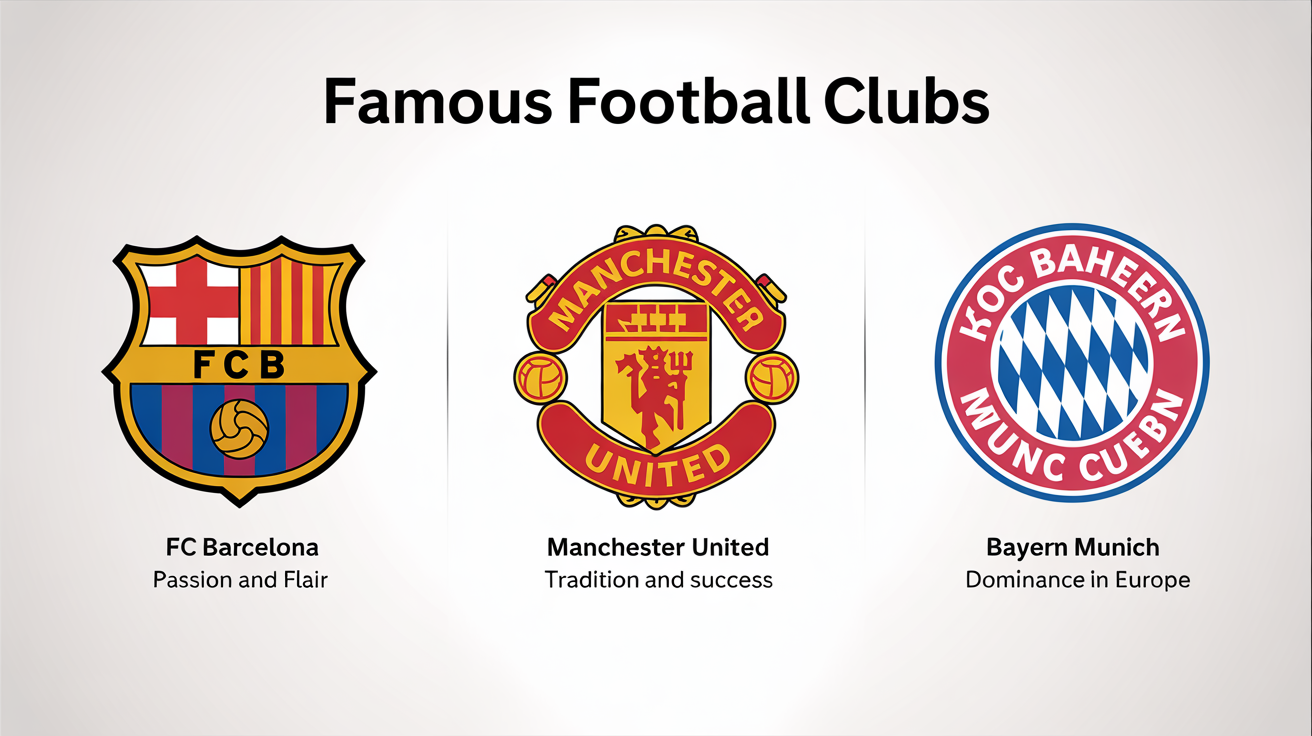 Famous Football Clubs
FCB
MANCHESTER
UNITED
KOC BAHEERN
MUNC CUEBN
FC Barcelona
Passion and Flair
Manchester United
Tradition and success
Bayern Munich
Dominance in Europe